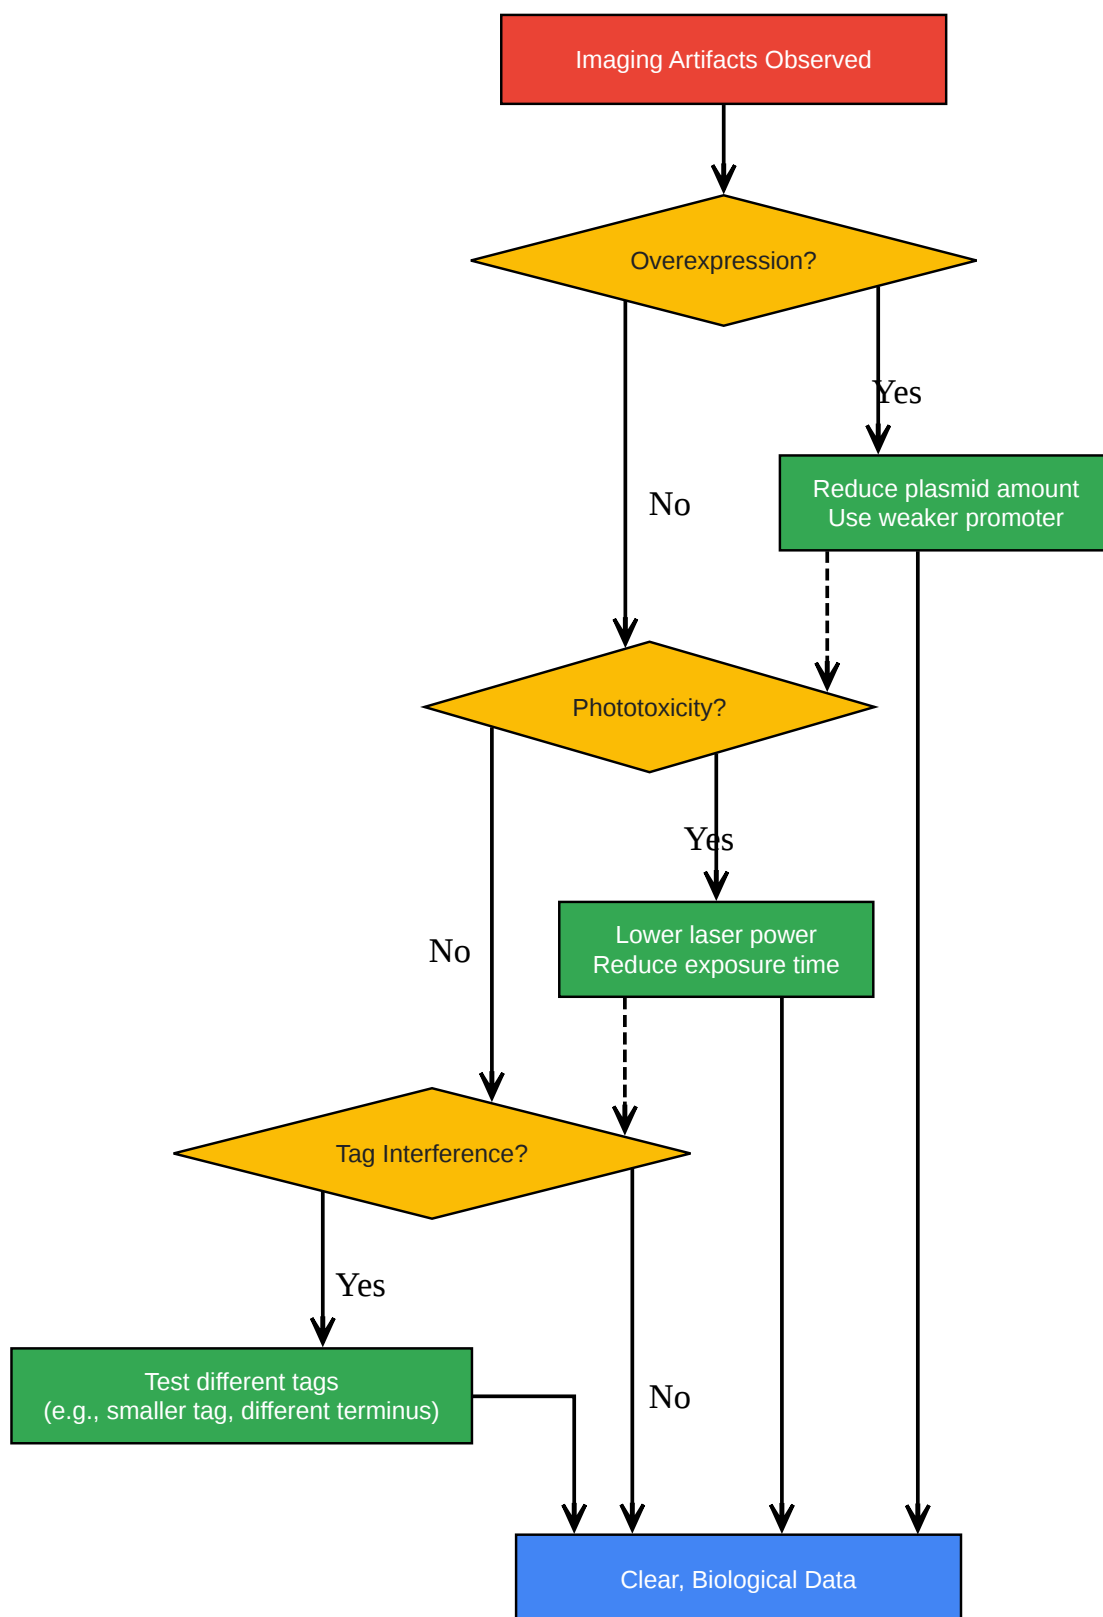 Imaging Artifacts Observed
Overexpression?
Yes
Reduce plasmid amount
Use weaker promoter
No
Phototoxicity?
Yes
Lower laser power
Reduce exposure time
No
Tag Interference?
Yes
Test different tags
(e.g., smaller tag, different terminus)
No
Clear, Biological Data